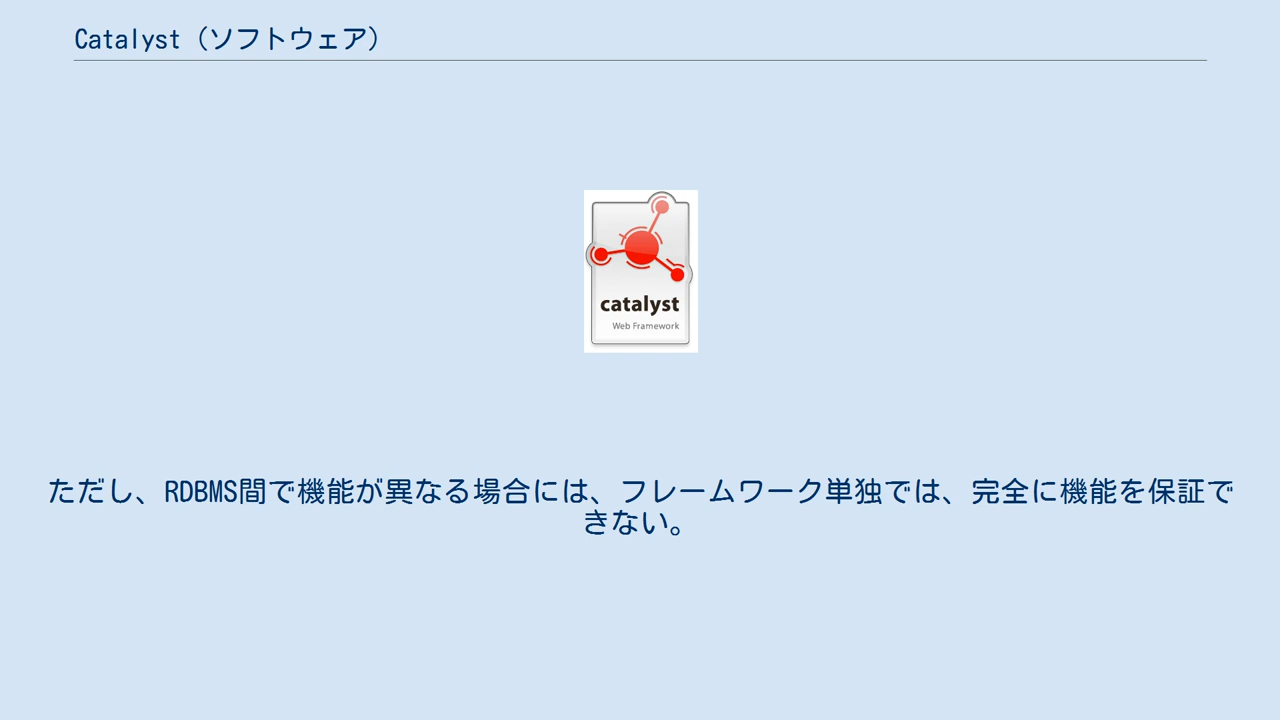 Catalyst（ソフトウェア）
catalyst
Web Framework
ただし、RDBMS間で機能が異なる場合には、フレームワーク単独では、完全に機能を保証で
きない。